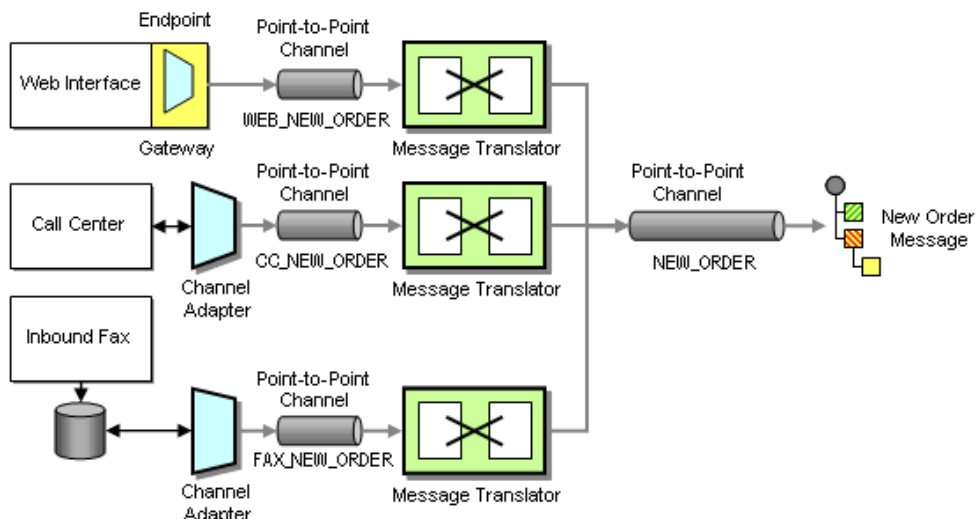 Endpoint
Point-to-Point
Channel
Web Interface
WEB_NEW_ORDER
Gateway
Message Translator
Point-to-Point
Channel
Call Center
CC_NEW_ORDER
Channel
Adapter
Message Translator
Point-to-Point
Channel
NEW_ORDER
New Order
Message
Inbound Fax
Point-to-Point
Channel
FAX_NEW_ORDER
Channel
Adapter
Message Translator